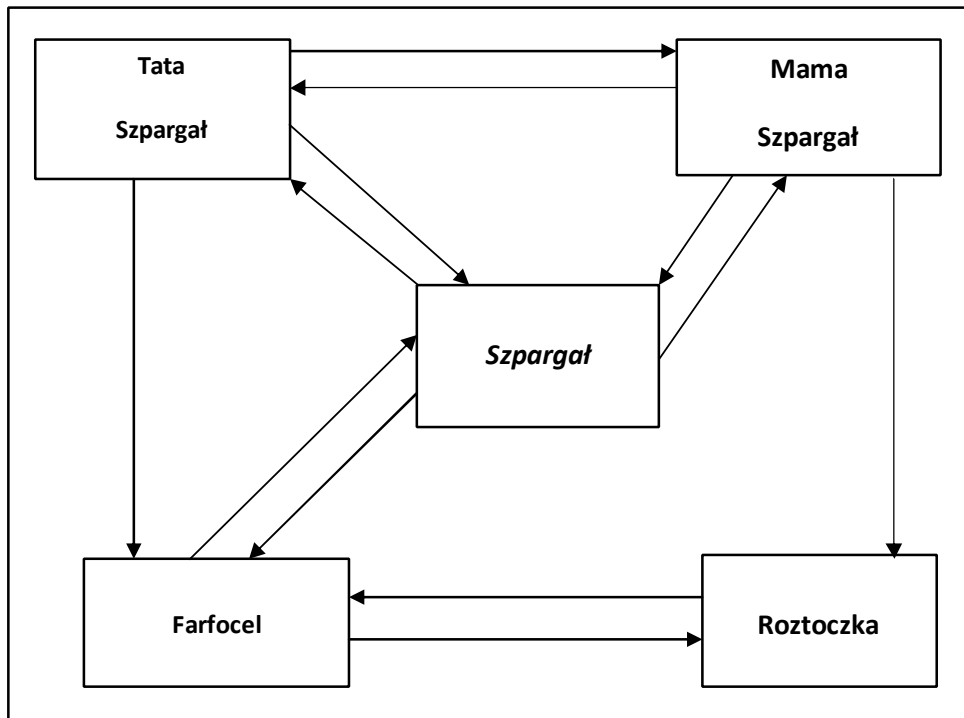 Tata
Szpargał
Mama
Szpargał
Szpargał
Farfocel
Roztoczka